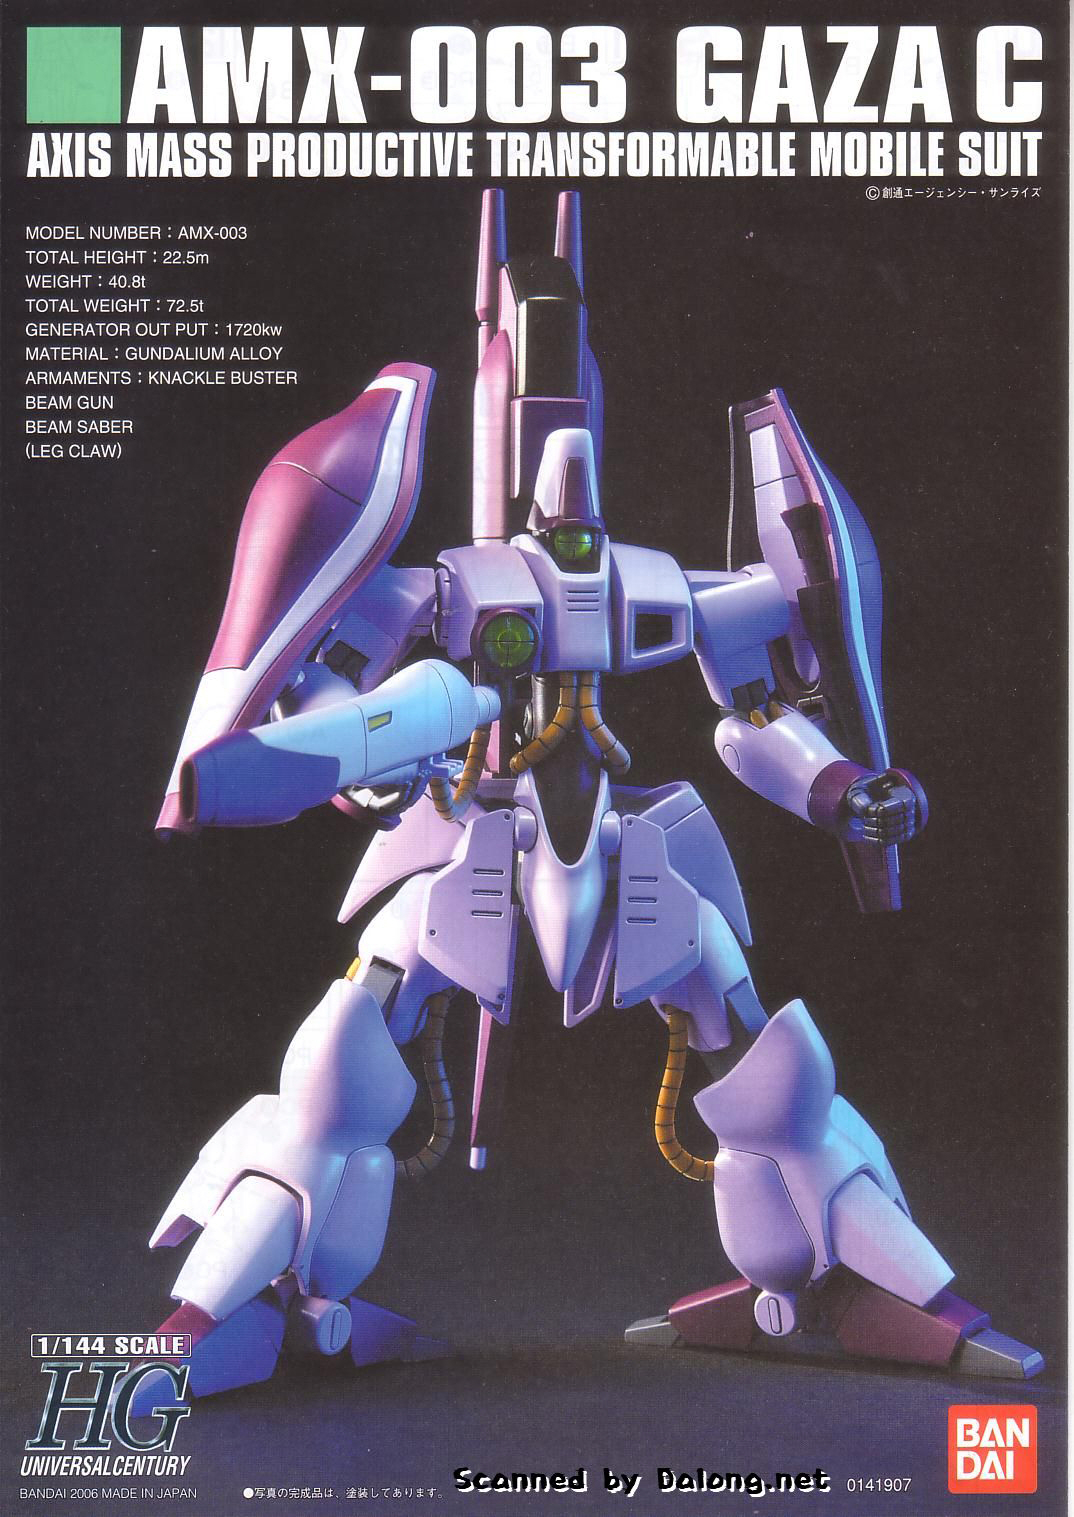 AMX-003 GAZA C
AXIS MASS PRODUCTIVE TRANSFORMABLE MOBILE SUIT
©創通エージェンシー・サンライズ
MODEL NUMBER：AMX-003
TOTAL HEIGHT：22.5m
WEIGHT：40.8t
TOTAL WEIGHT：72.5t
GENERATOR OUT PUT：1720kw
MATERIAL：GUNDALIUM ALLOY
ARMAMENTS：KNACKLE BUSTER
BEAM GUN
BEAM SABER
(LEG CLAW)
1/144 SCALE
HG
UNIVERSAL CENTURY
BANDAI 2006 MADE IN JAPAN
●写真の完成品は、塗装してあります。
Scanned by Dalong.net
0141907
BAN
DAI